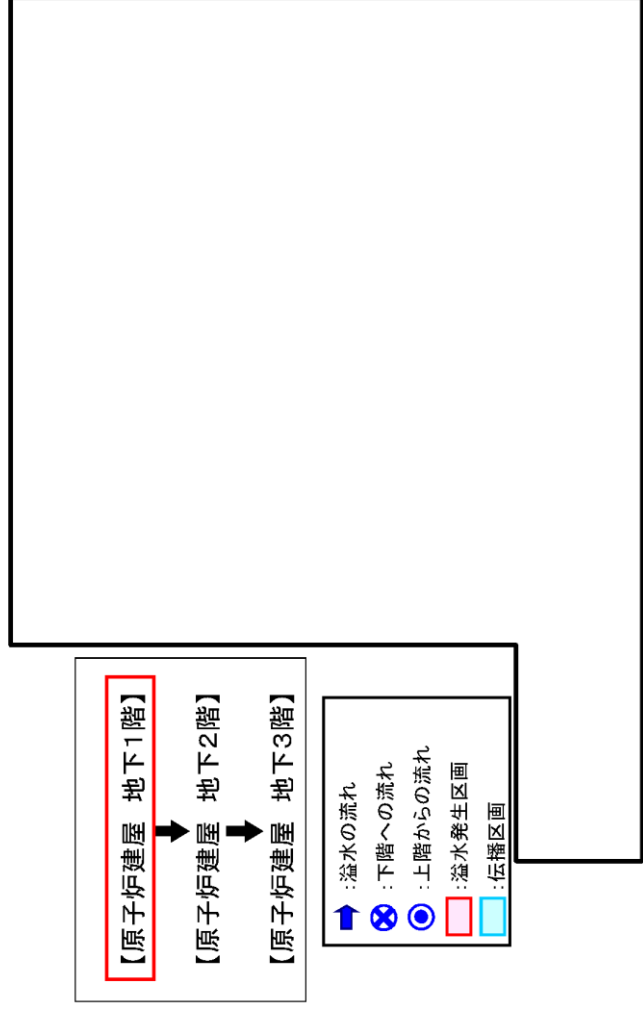 【原子炉建屋 地下1階】
【原子炉建屋 地下2階】
【原子炉建屋 地下3階】
:溢水の流れ
:下階への流れ
:上階からの流れ
:溢水発生区画
:伝播区画